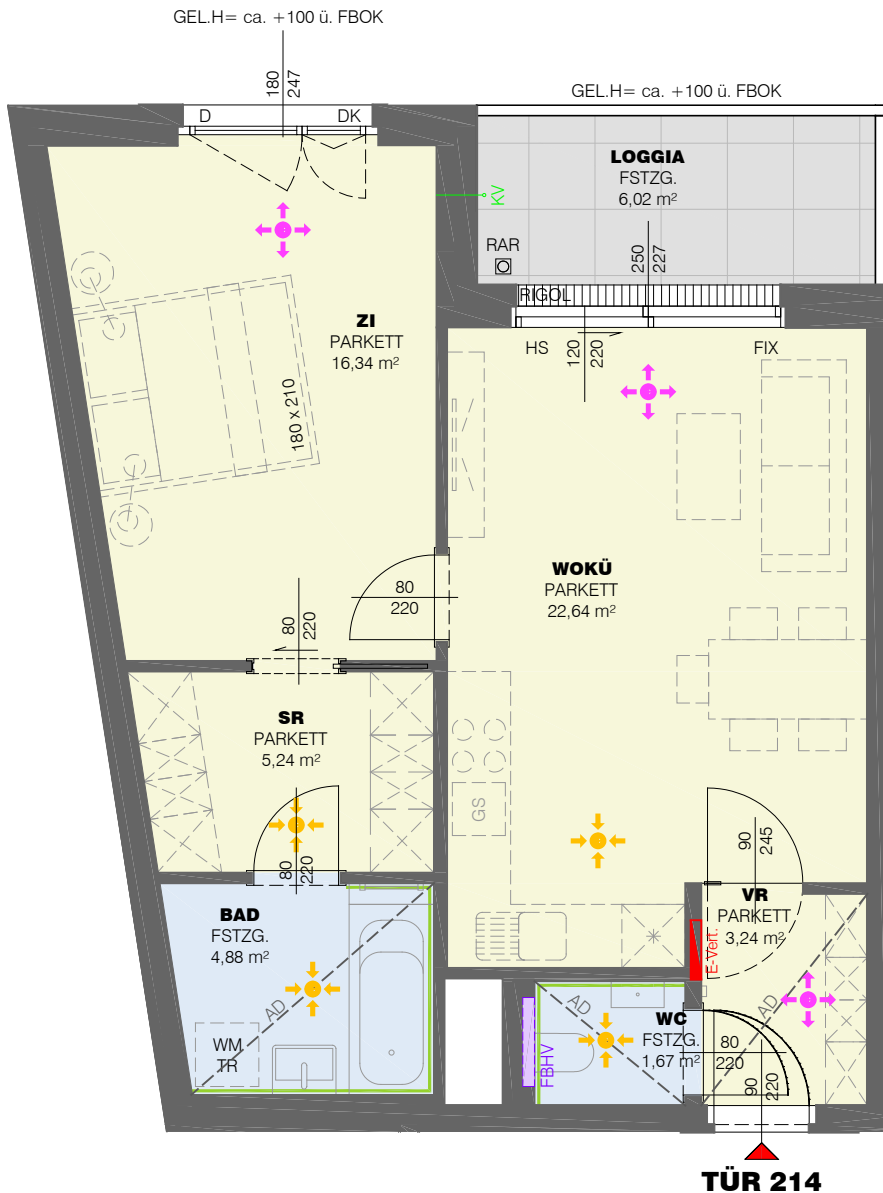 GEL.H= ca. +100 ü. FBOK
180
247
GEL.H= ca. +100 ü. FBOK
D
DK
LOGGIA
FSTZG.
6,02 m²
KV
RAR
250
227
RIGOL
HS
120
220
FIX
ZI
PARKETT
16,34 m²
180 x 210
WOKÜ
PARKETT
22,64 m²
80
220
80
220
SR
PARKETT
5,24 m²
GS
90
245
80
220
BAD
FSTZG.
4,88 m²
VR
PARKETT
3,24 m²
E-Vert.
AD
AD
AD
WM
TR
FBHV
WC
FSTZG.
1,67 m²
80
220
90
220
TÜR 214